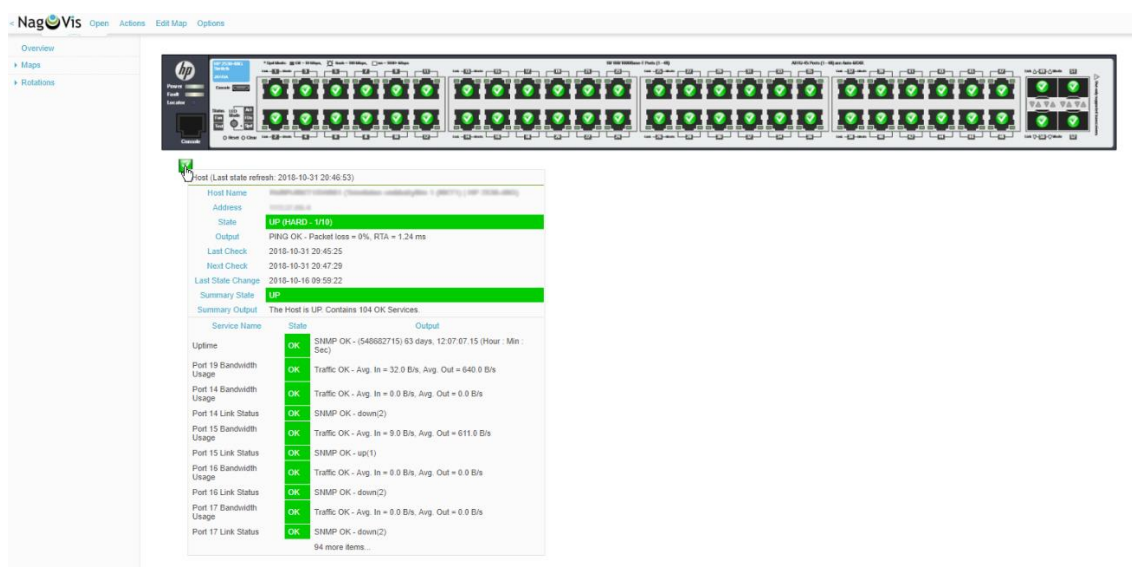 < NagVis Open Actions Edit Map Options
Overview
Maps
Rotations
hp
Power
Fault
Locator
Console
Reset Clear
Host (Last state refresh: 2018-10-31 20:46:53)
Host Name
Address
State UP (HARD - 1/10)
Output PING OK - Packet loss = 0%, RTA = 1.24 ms
Last Check 2018-10-31 20:45:25
Next Check 2018-10-31 20:47:29
Last State Change 2018-10-16 09:59:22
Summary State UP
Summary Output The Host is UP. Contains 104 OK Services.
Service Name State Output
Uptime OK SNMP OK - (548682715) 63 days, 12:07:07.15 (Hour : Min :
Sec)
Port 19 Bandwidth
Usage OK Traffic OK - Avg. In = 32.0 B/s, Avg. Out = 640.0 B/s
Port 14 Bandwidth
Usage OK Traffic OK - Avg. In = 0.0 B/s, Avg. Out = 0.0 B/s
Port 14 Link Status OK SNMP OK - down(2)
Port 15 Bandwidth
Usage OK Traffic OK - Avg. In = 9.0 B/s, Avg. Out = 611.0 B/s
Port 15 Link Status OK SNMP OK - up(1)
Port 16 Bandwidth
Usage OK Traffic OK - Avg. In = 0.0 B/s, Avg. Out = 0.0 B/s
Port 16 Link Status OK SNMP OK - down(2)
Port 17 Bandwidth
Usage OK Traffic OK - Avg. In = 0.0 B/s, Avg. Out = 0.0 B/s
Port 17 Link Status OK SNMP OK - down(2)
94 more items...